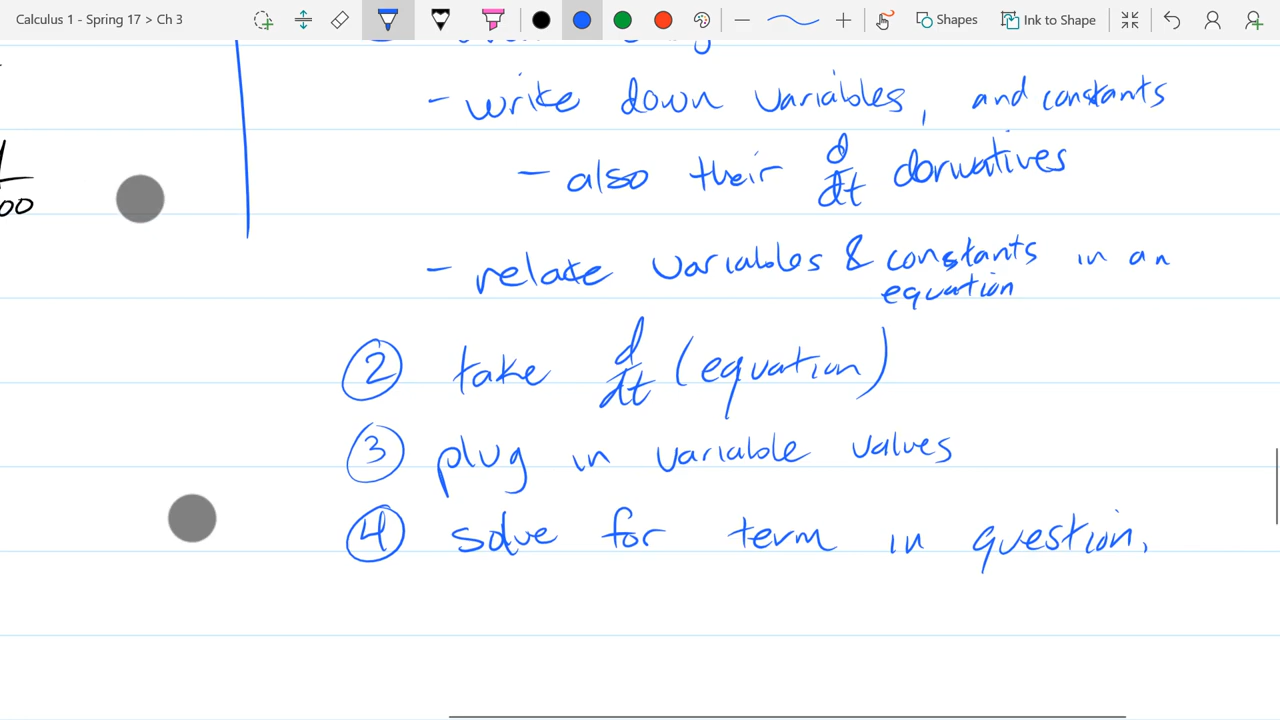 Calculus 1 - Spring 17 > Ch 3
Shapes
Ink to Shape
- write down variables, and constants
- also their d/dt dorivatives
- relate variables & constants in an
equation
00
② take d/dt (equation)
③ plug in variable values
④ solve for term in question.